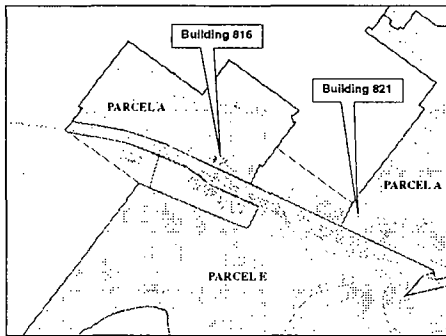 Building 816
Building 821
PARCEL A
PARCEL A
PARCEL E